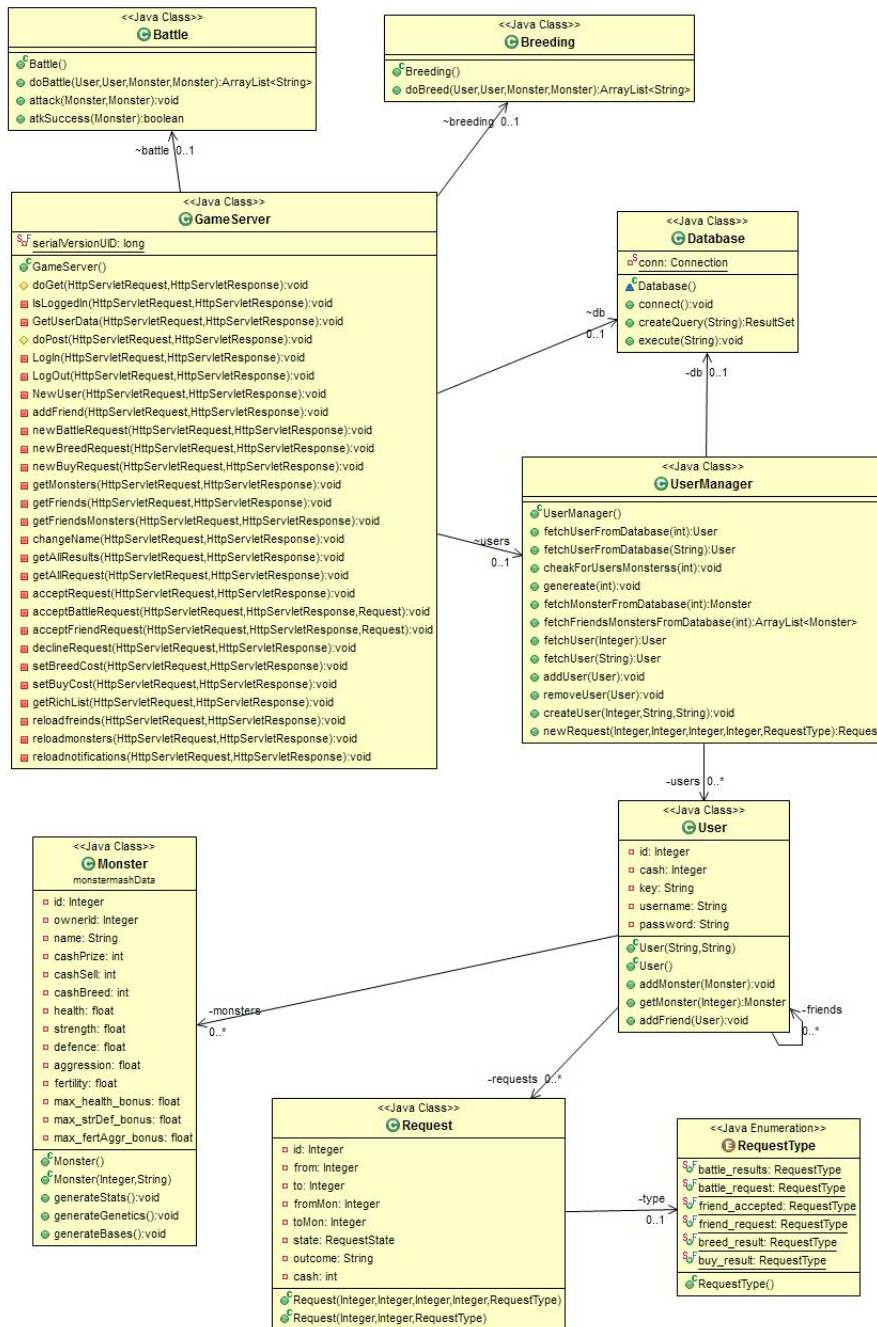 <<Java Class>>
Battle
Battle()
doBattle(User,User,Monster,Monster):ArrayList<String>
attack(Monster,Monster):void
atkSuccess(Monster):boolean
<<Java Class>>
Breeding
Breeding()
doBreed(User,User,Monster,Monster):ArrayList<String>
~battle 0..1
~breeding 0..1
<<Java Class>>
GameServer
serialVersionUID: long
GameServer()
doGet(HttpServletRequest,HttpServletResponse):void
IsLoggedIn(HttpServletRequest,HttpServletResponse):void
GetUserData(HttpServletRequest,HttpServletResponse):void
doPost(HttpServletRequest,HttpServletResponse):void
LogIn(HttpServletRequest,HttpServletResponse):void
LogOut(HttpServletRequest,HttpServletResponse):void
NewUser(HttpServletRequest,HttpServletResponse):void
addFriend(HttpServletRequest,HttpServletResponse):void
newBattleRequest(HttpServletRequest,HttpServletResponse):void
newBreedRequest(HttpServletRequest,HttpServletResponse):void
newBuyRequest(HttpServletRequest,HttpServletResponse):void
getMonsters(HttpServletRequest,HttpServletResponse):void
getFriends(HttpServletRequest,HttpServletResponse):void
getFriendsMonsters(HttpServletRequest,HttpServletResponse):void
changeName(HttpServletRequest,HttpServletResponse):void
getAllResults(HttpServletRequest,HttpServletResponse):void
getAllRequest(HttpServletRequest,HttpServletResponse):void
acceptRequest(HttpServletRequest,HttpServletResponse):void
acceptBattleRequest(HttpServletRequest,HttpServletResponse,Request):void
acceptFriendRequest(HttpServletRequest,HttpServletResponse,Request):void
declineRequest(HttpServletRequest,HttpServletResponse):void
setBreedCost(HttpServletRequest,HttpServletResponse):void
setBuyCost(HttpServletRequest,HttpServletResponse):void
getRichList(HttpServletRequest,HttpServletResponse):void
reloadfreinds(HttpServletRequest,HttpServletResponse):void
reloadmonsters(HttpServletRequest,HttpServletResponse):void
reloadnotifications(HttpServletRequest,HttpServletResponse):void
<<Java Class>>
Database
conn: Connection
Database()
connect():void
createQuery(String):ResultSet
execute(String):void
~db
0..1
-db 0..1
~users
0..1
<<Java Class>>
UserManager
UserManager()
fetchUserFromDatabase(int):User
fetchUserFromDatabase(String):User
cheakForUsersMonsterss(int):void
genereate(int):void
fetchMonsterFromDatabase(int):Monster
fetchFriendsMonstersFromDatabase(int):ArrayList<Monster>
fetchUser(Integer):User
fetchUser(String):User
addUser(User):void
removeUser(User):void
createUser(Integer,String,String):void
newRequest(Integer,Integer,Integer,Integer,RequestType):Reques
-users 0..*
<<Java Class>>
User
id: Integer
cash: Integer
key: String
username: String
password: String
User(String,String)
User()
addMonster(Monster):void
getMonster(Integer):Monster
addFriend(User):void
-friends
0..*
<<Java Class>>
Monster
monstermashData
id: Integer
ownerId: Integer
name: String
cashPrize: int
cashSell: int
cashBreed: int
health: float
strength: float
defence: float
aggression: float
fertility: float
max_health_bonus: float
max_strDef_bonus: float
max_fertAggr_bonus: float
Monster()
Monster(Integer,String)
generateStats():void
generateGenetics():void
generateBases():void
-monsters
0..*
-requests 0..*
<<Java Class>>
Request
id: Integer
from: Integer
to: Integer
fromMon: Integer
toMon: Integer
state: RequestState
outcome: String
cash: int
Request(Integer,Integer,Integer,Integer,RequestType)
Request(Integer,Integer,RequestType)
-type
0..1
<<Java Enumeration>>
RequestType
battle_results: RequestType
battle_request: RequestType
friend_accepted: RequestType
friend_request: RequestType
breed_result: RequestType
buy_result: RequestType
RequestType()